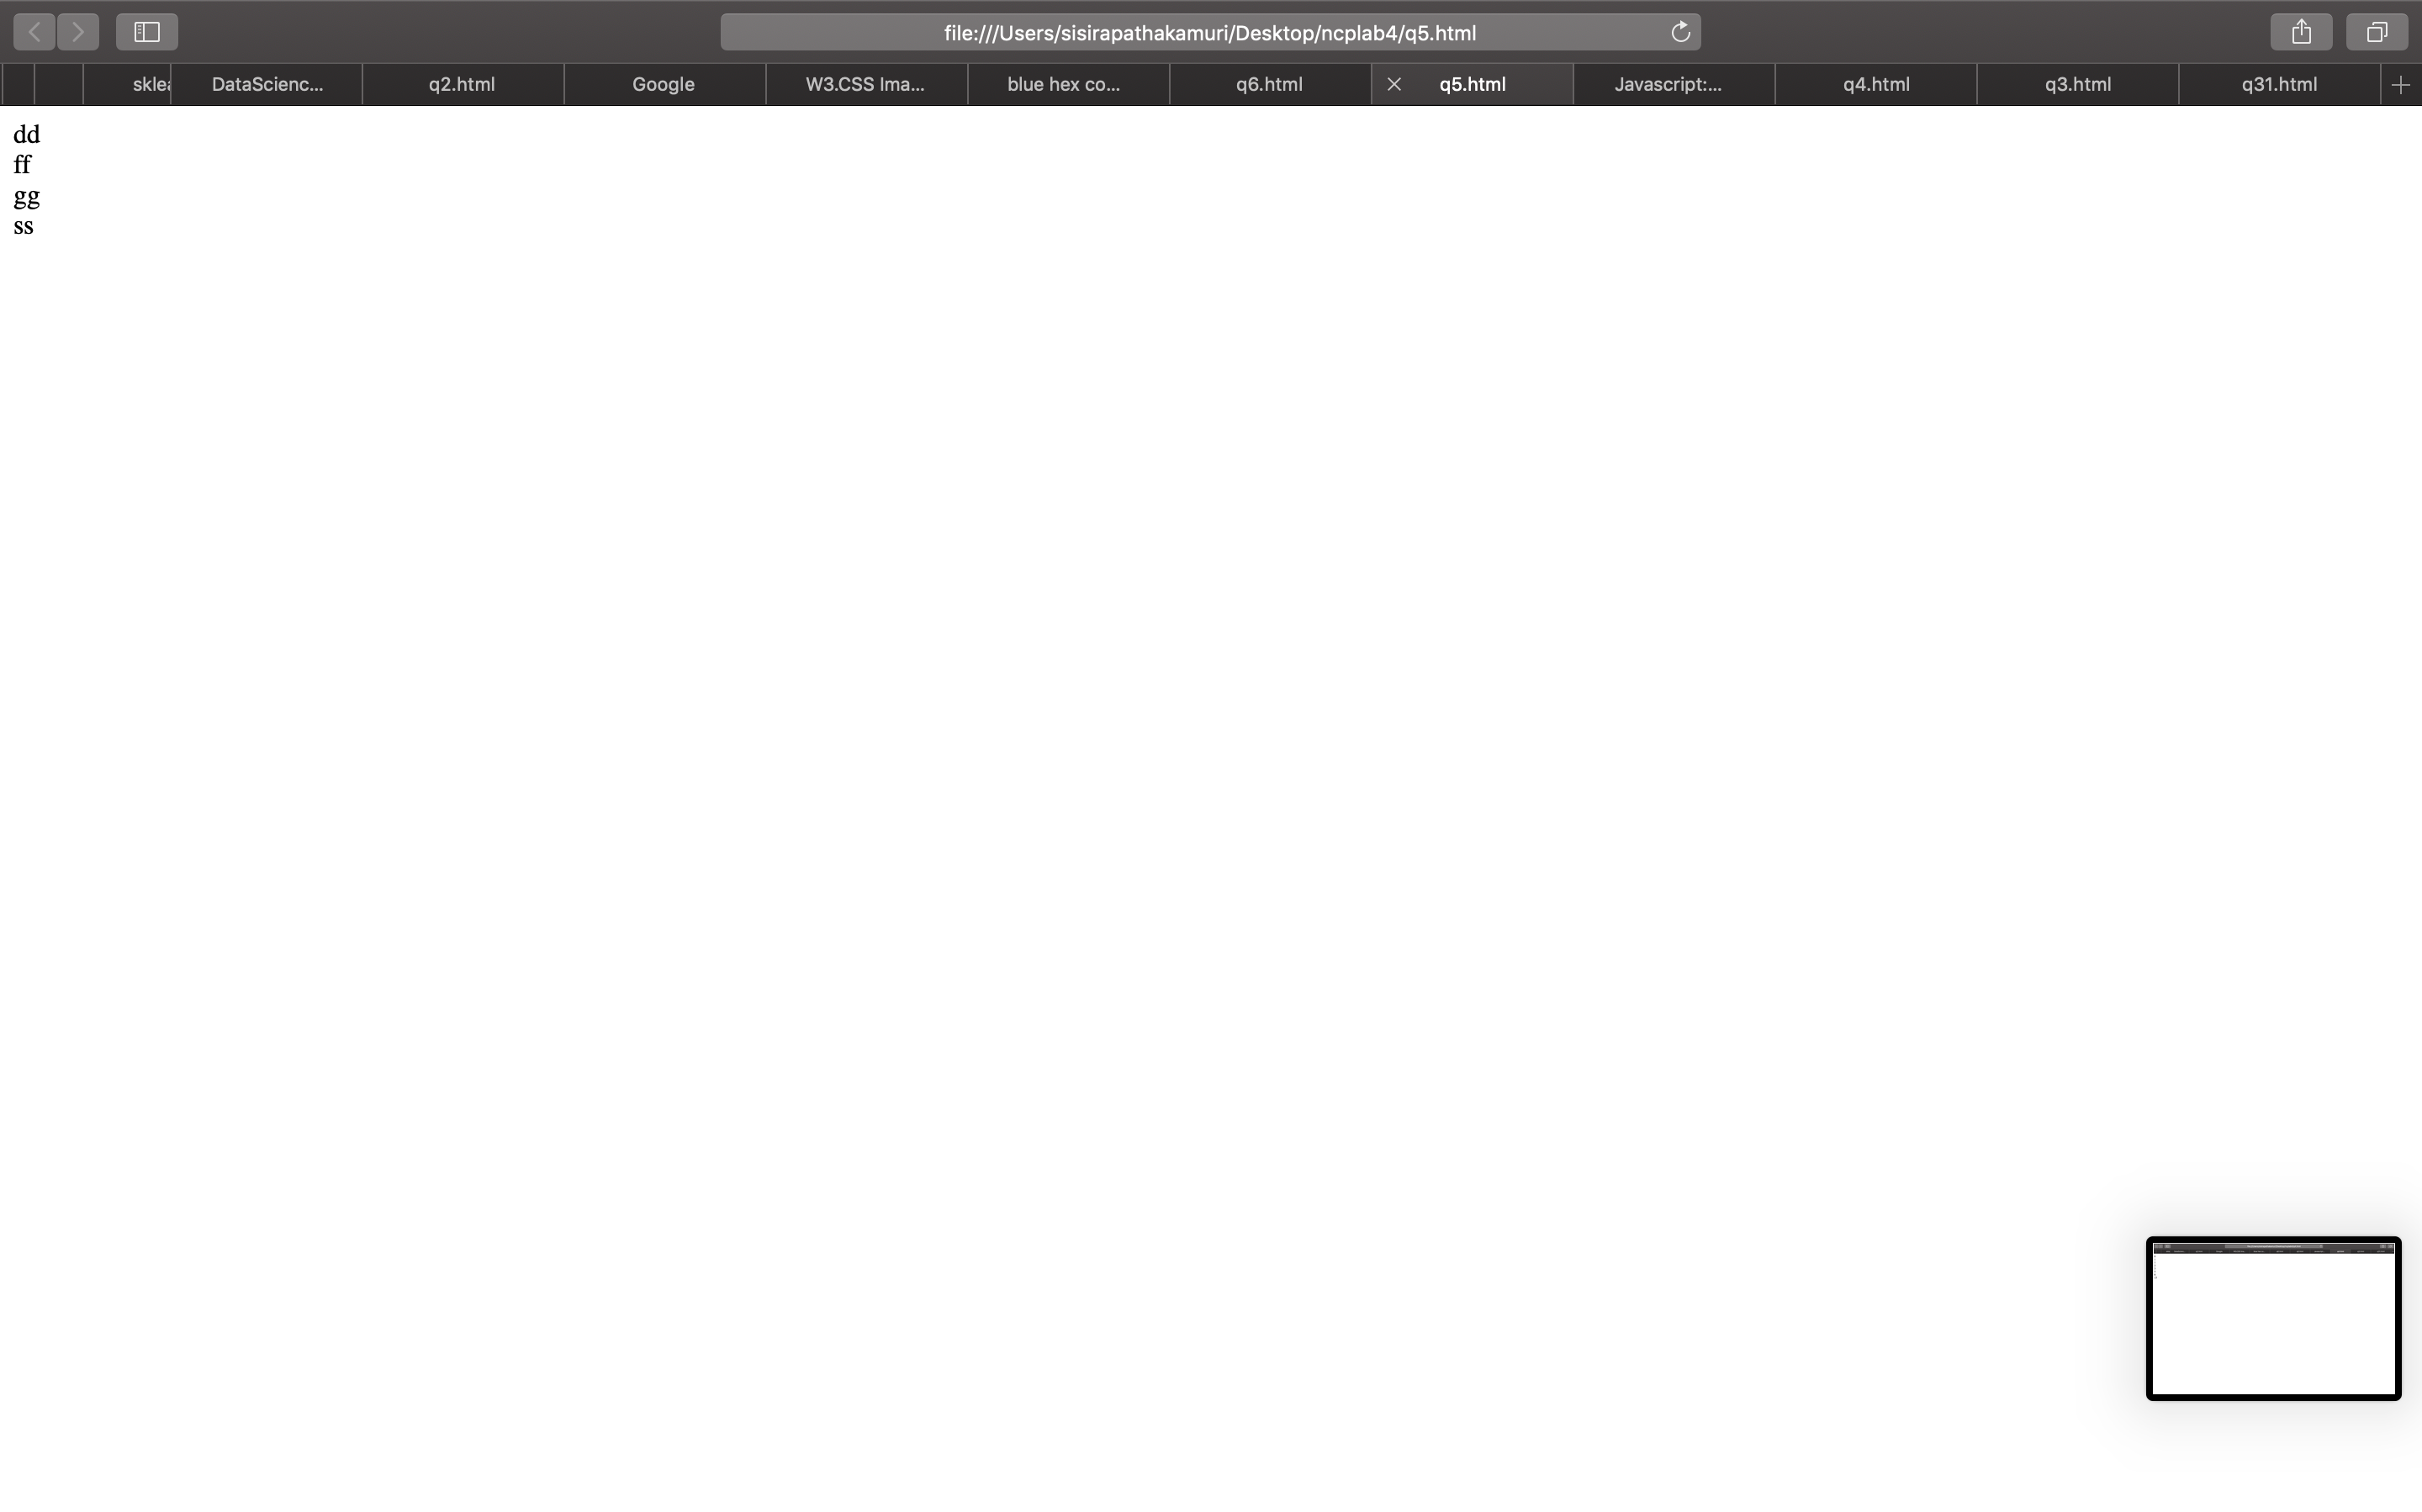 file:///Users/sisirapathakamuri/Desktop/ncplab4/q5.html
DataScienc... q2.html Google W3.CSS Ima... blue hex co... q6.html q5.html Javascript:... q4.html q3.html q31.html
dd
ff
gg
ss